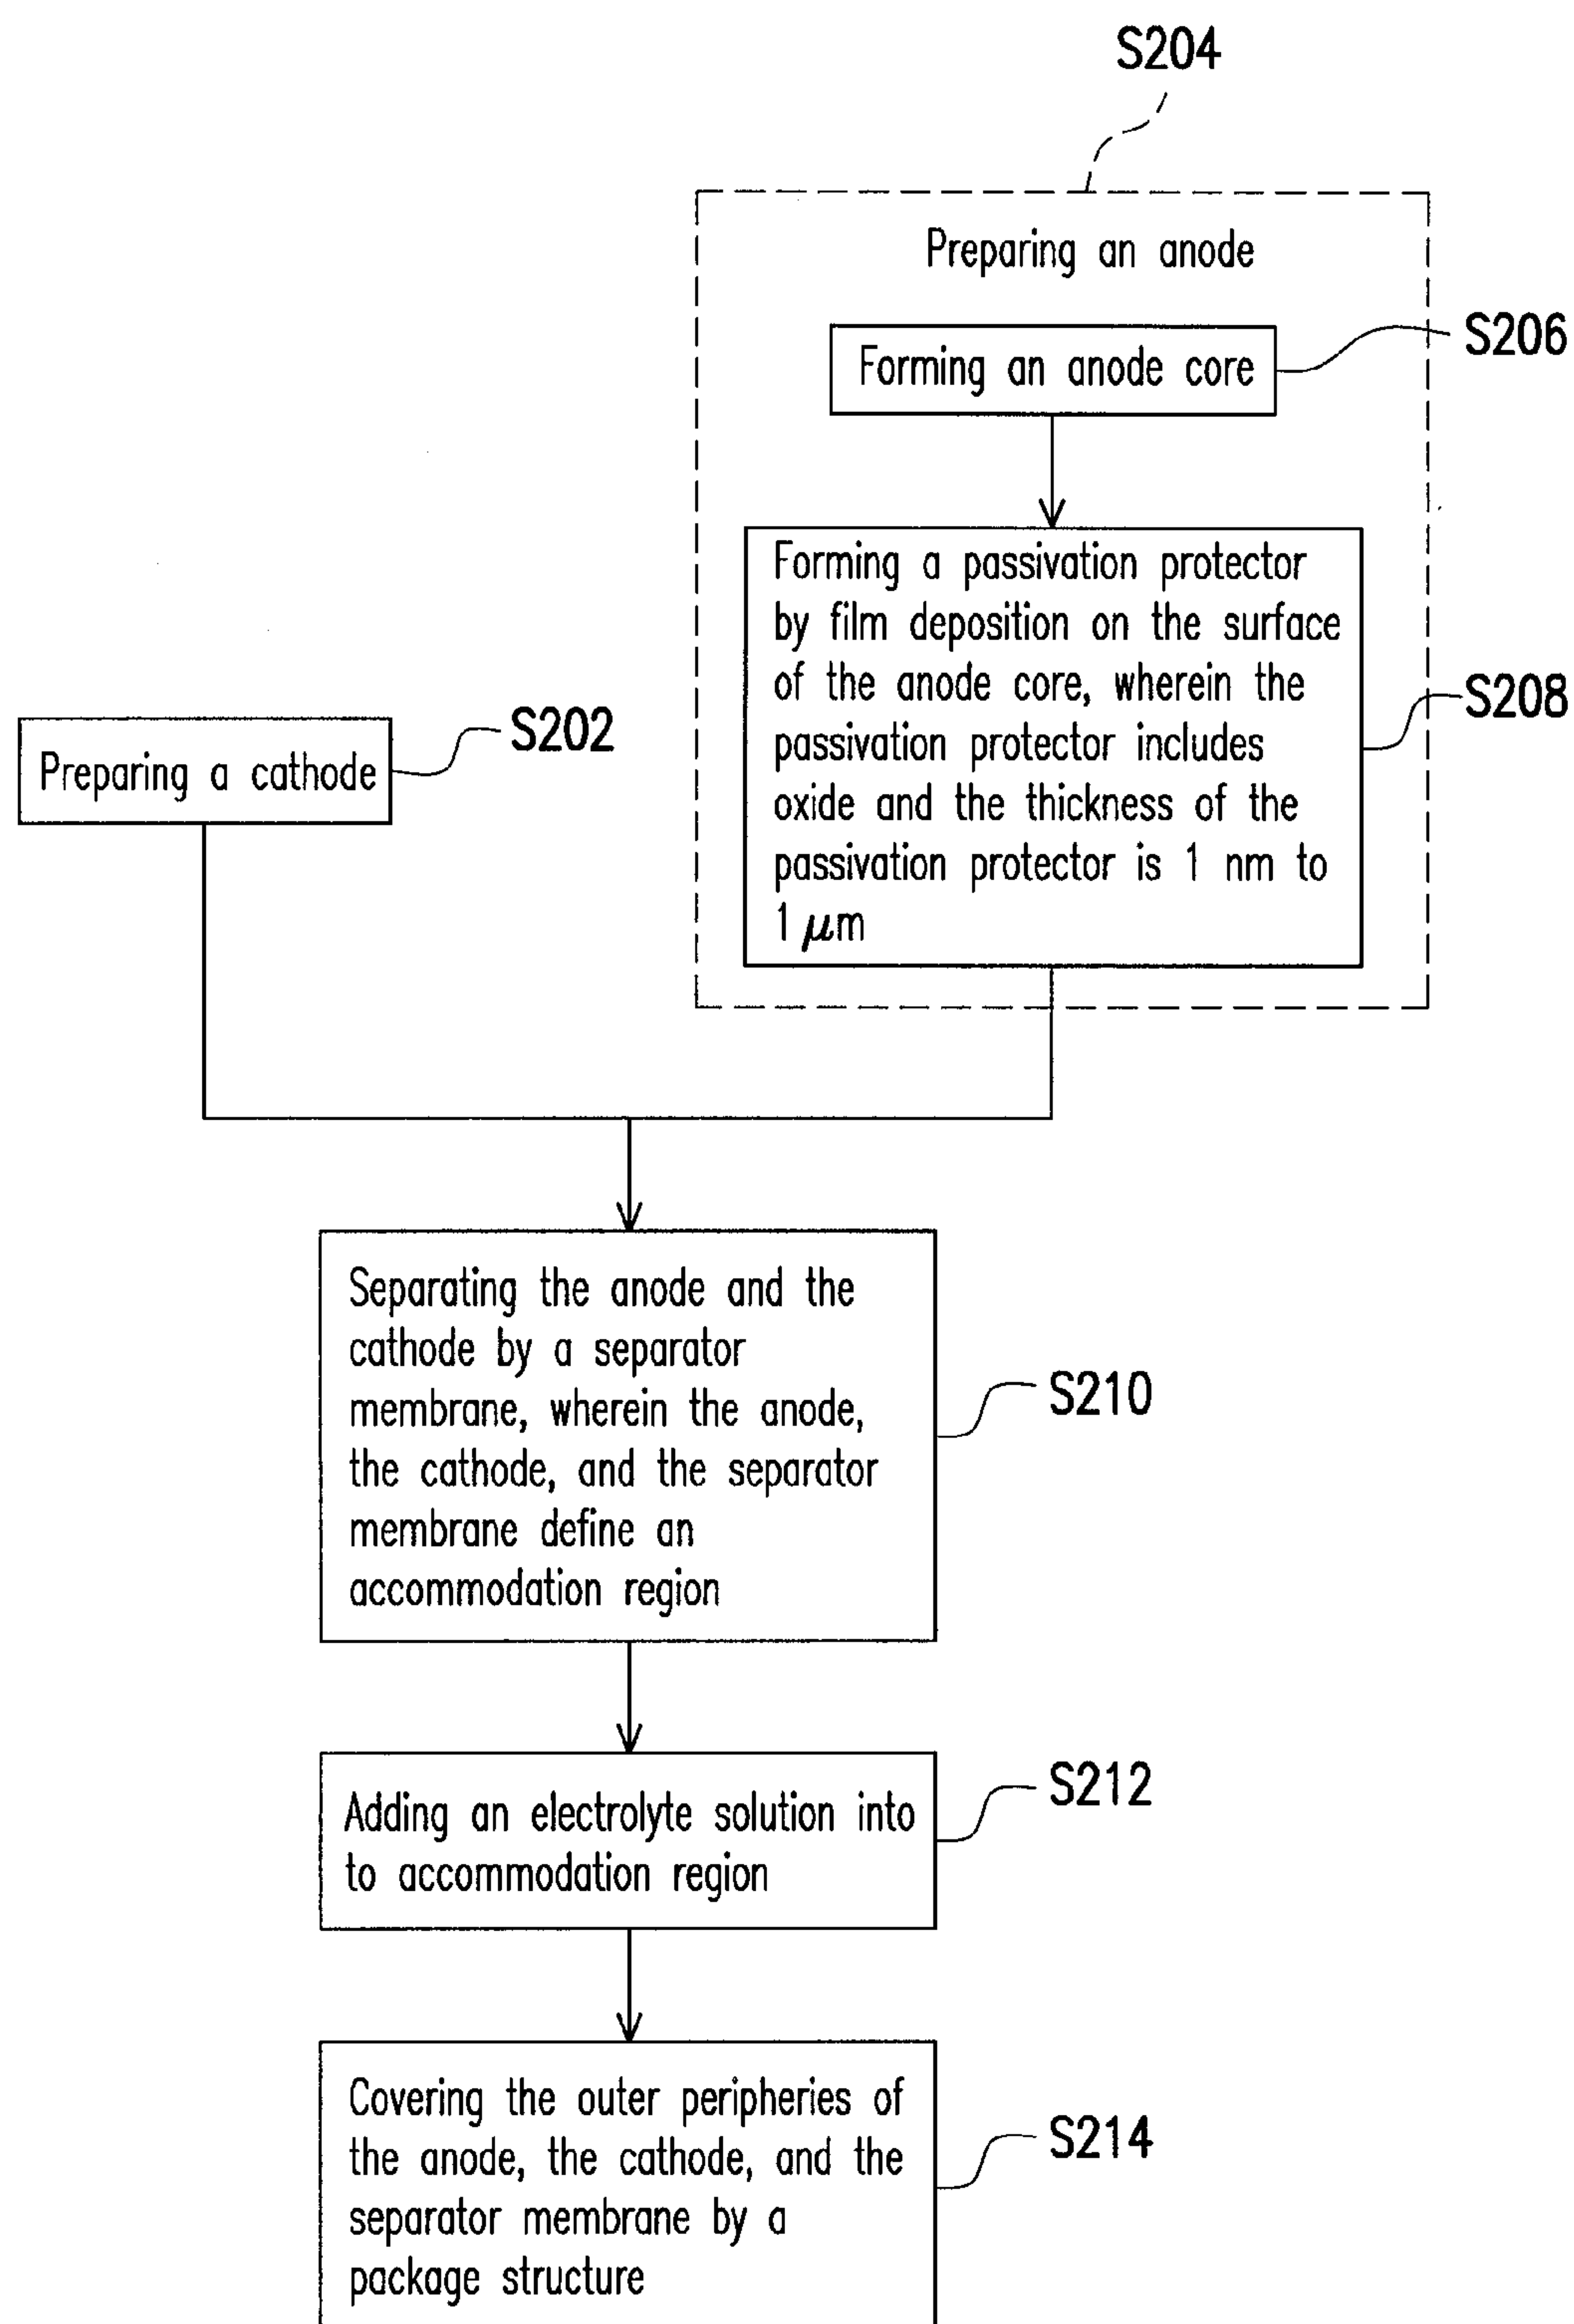 S204
Preparing an anode
Forming an anode core
S206
Forming a passivation protector
by film deposition on the surface
of the anode core, wherein the
passivation protector includes
oxide and the thickness of the
passivation protector is 1 nm to
1 μm
S208
Preparing a cathode
S202
Separating the anode and the
cathode by a separator
membrane, wherein the anode,
the cathode, and the separator
membrane define an
accommodation region
S210
Adding an electrolyte solution into
to accommodation region
S212
Covering the outer peripheries of
the anode, the cathode, and the
separator membrane by a
package structure
S214